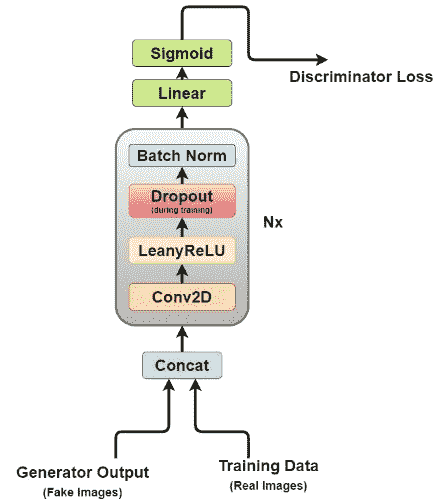 Sigmoid
Discriminator Loss
Linear
Batch Norm
Dropout
(during training)
Nx
LeanyReLU
Conv2D
Concat
Generator Output
(Fake Images)
Training Data
(Real Images)